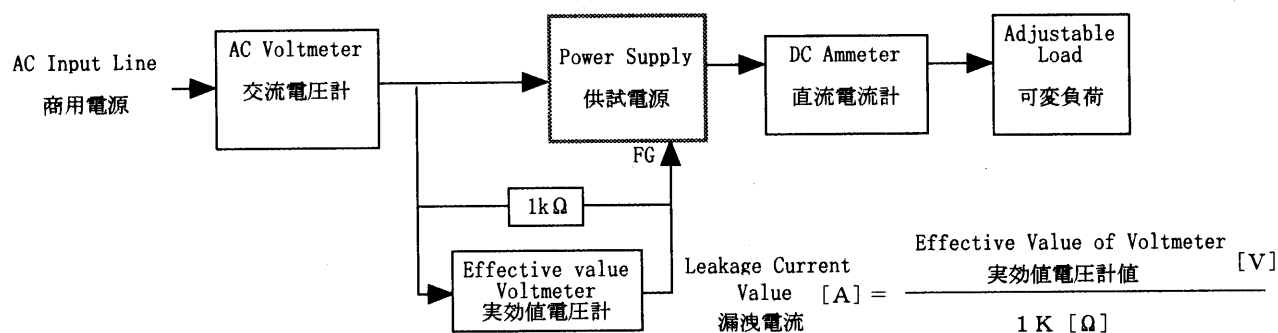 AC Input Line
商用電源
AC Voltmeter
交流電圧計
Power Supply
供試電源
DC Ammeter
直流電流計
Adjustable
Load
可変負荷
FG
1kΩ
Effective value
Voltmeter
実効値電圧計
Leakage Current
Value [A] =
漏洩電流
Effective Value of Voltmeter
実効値電圧計値
[V]
1 K [Ω]